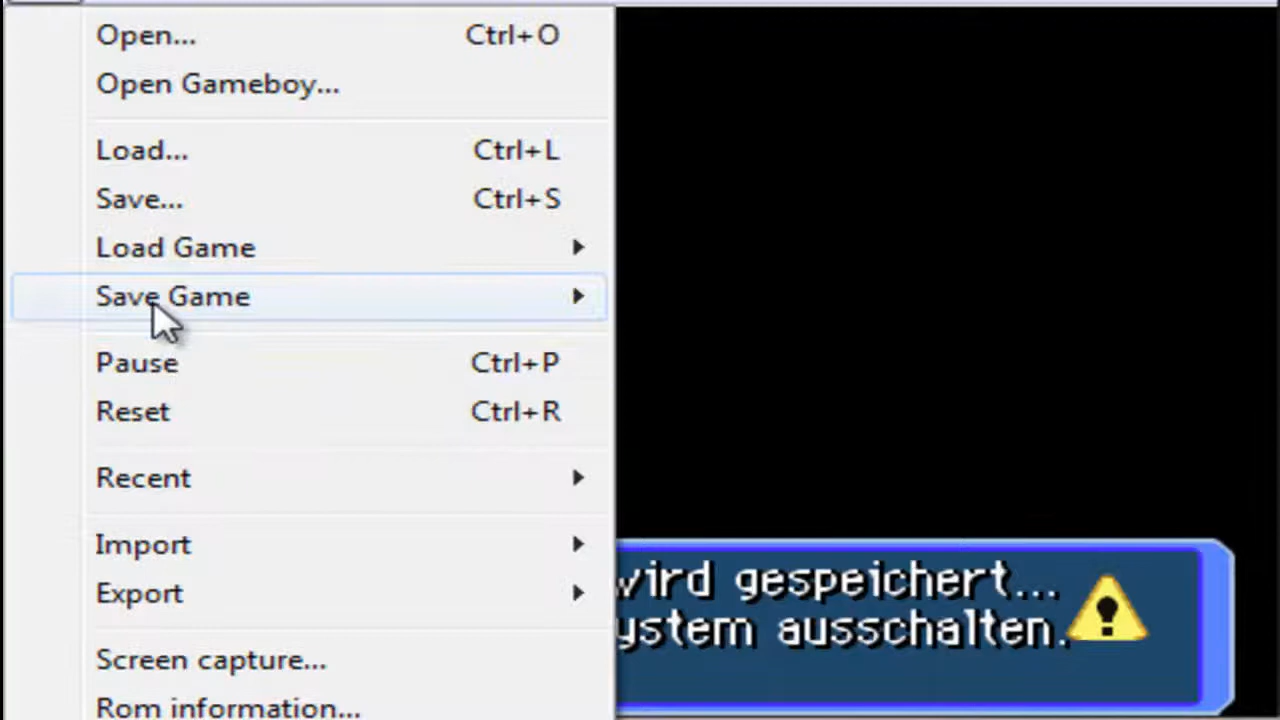 Open... Ctrl+O
Open Gameboy...
Load... Ctrl+L
Save... Ctrl+S
Load Game
Save Game
Pause Ctrl+P
Reset Ctrl+R
Recent
Import
Export
Screen capture...
Rom information...
wird gespeichert...
ystem ausschalten.